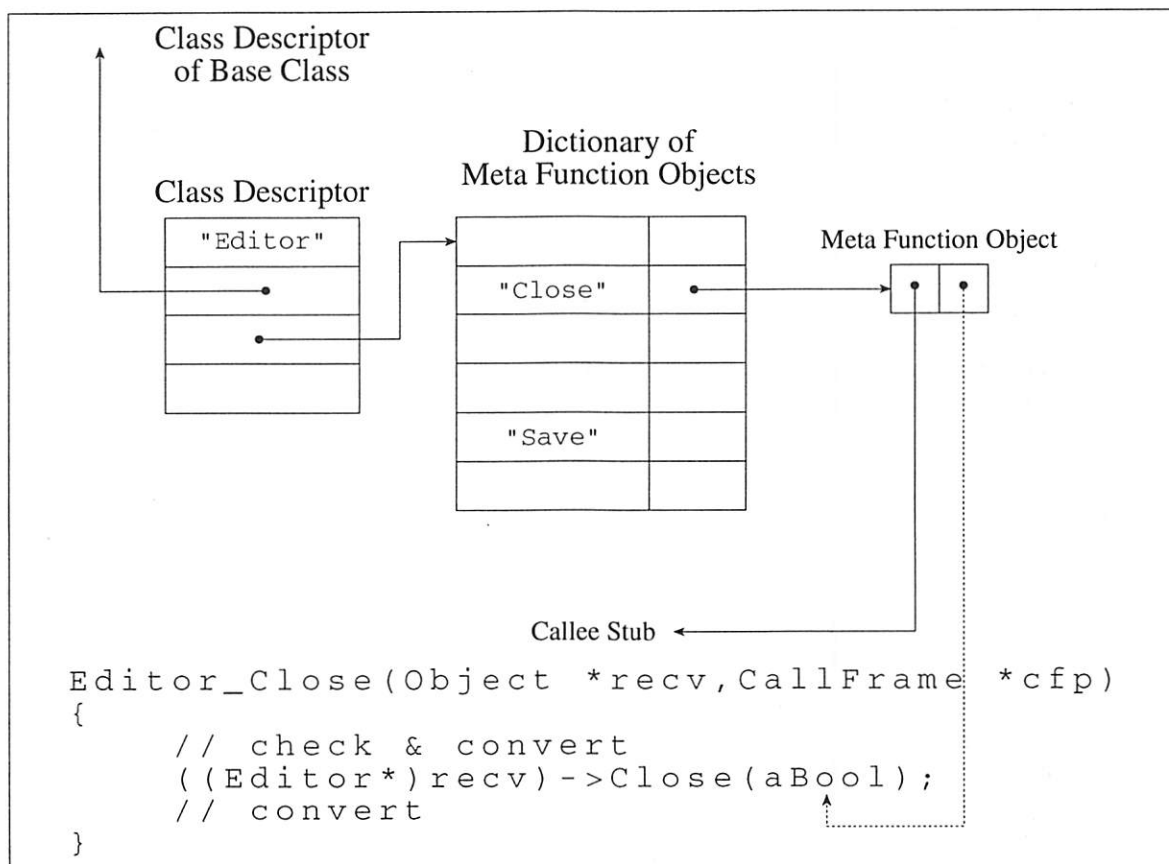 Class Descriptor
of Base Class
Dictionary of
Meta Function Objects
Class Descriptor
"Editor"
Meta Function Object
"Close"
"Save"
Callee Stub
Editor_Close(Object *recv,CallFrame *cfp)
{
// check & convert
((Editor*)recv)->Close(aBool);
// convert
}